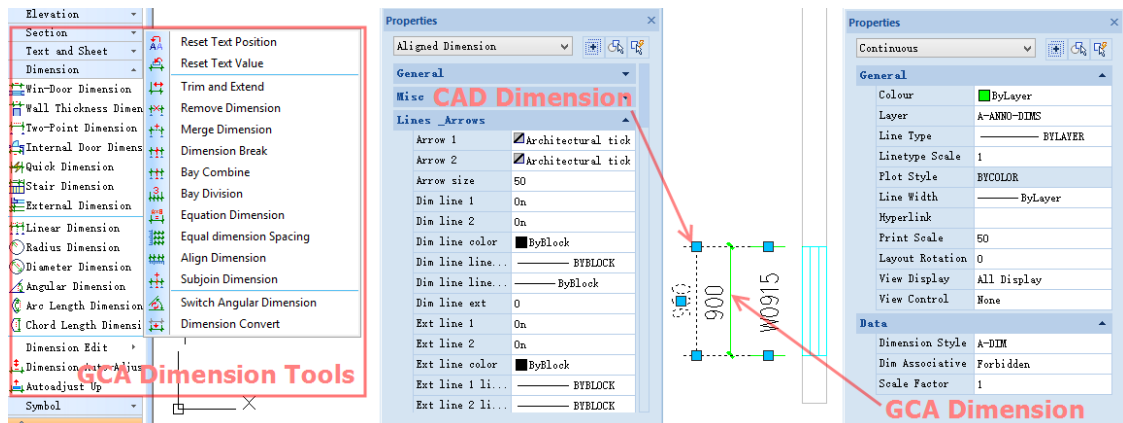 Elevation
Section
Text and Sheet
Dimension
Win-Door Dimension
Wall Thickness Dimen
Two-Point Dimension
Internal Door Dimens
Quick Dimension
Stair Dimension
External Dimension
Linear Dimension
Radius Dimension
Diameter Dimension
Angular Dimension
Arc Length Dimension
Chord Length Dimensi
Dimension Edit
Dimension Auto Adjus
Autoadjust Up
Symbol
Reset Text Position
Reset Text Value
Trim and Extend
Remove Dimension
Merge Dimension
Dimension Break
Bay Combine
Bay Division
Equation Dimension
Equal dimension Spacing
Align Dimension
Subjoin Dimension
Switch Angular Dimension
Dimension Convert
GCA Dimension Tools
Properties
Aligned Dimension
General
Misc
CAD Dimension
Lines _Arrows
Arrow 1 Architectural tick
Arrow 2 Architectural tick
Arrow size 50
Dim line 1 On
Dim line 2 On
Dim line color ByBlock
Dim line line... BYBLOCK
Dim line line... ByBlock
Dim line ext 0
Ext line 1 On
Ext line 2 On
Ext line color ByBlock
Ext line 1 li... BYBLOCK
Ext line 2 li... BYBLOCK
900
W0915
Properties
Continuous
General
Colour ByLayer
Layer A-ANNO-DIMS
Line Type BYLAYER
Linetype Scale 1
Plot Style BYCOLOR
Line Width ByLayer
Hyperlink
Print Scale 50
Layout Rotation 0
View Display All Display
View Control None
Data
Dimension Style A-DIM
Dim Associative Forbidden
Scale Factor 1
GCA Dimension